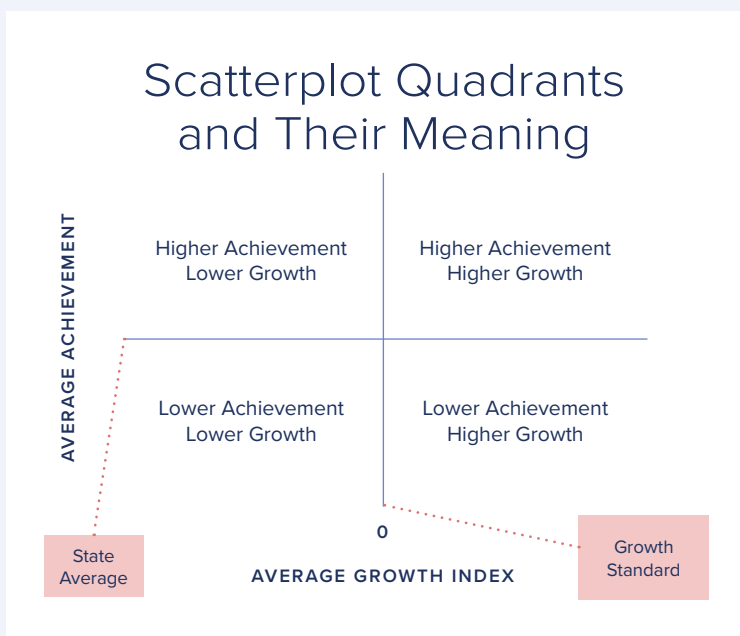 Scatterplot Quadrants
and Their Meaning
AVERAGE ACHIEVEMENT
Higher Achievement
Lower Growth
Higher Achievement
Higher Growth
Lower Achievement
Lower Growth
Lower Achievement
Higher Growth
0
State
Average
Growth
Standard
AVERAGE GROWTH INDEX